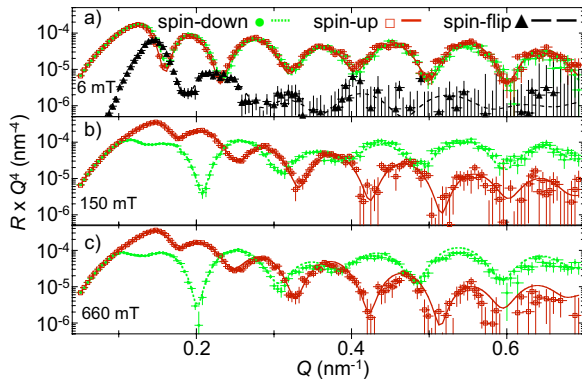 spin-down spin-up spin-flip
a)
10⁻⁴
10⁻⁵
10⁻⁶
6 mT
b)
10⁻⁴
10⁻⁵
10⁻⁶
150 mT
c)
10⁻⁴
10⁻⁵
10⁻⁶
660 mT
R x Q⁴ (nm⁻⁴)
0.2 0.4 0.6
Q (nm⁻¹)